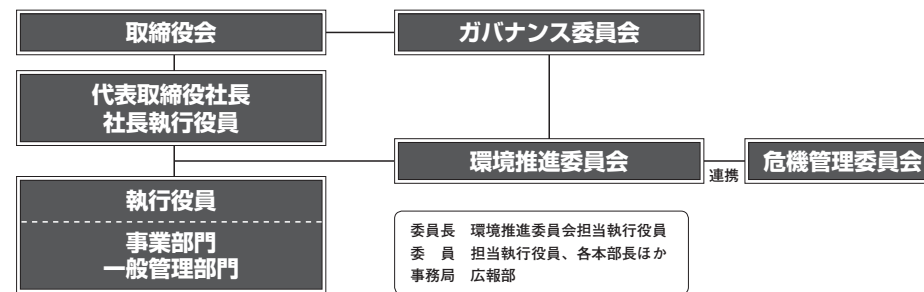 取締役会
ガバナンス委員会
代表取締役社長
社長執行役員
環境推進委員会
連携
危機管理委員会
執行役員
事業部門
一般管理部門
委員長 環境推進委員会担当執行役員
委 員 担当執行役員、各本部長ほか
事務局 広報部